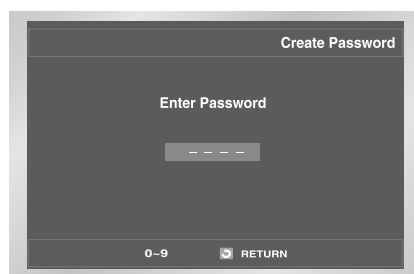 Create Password
Enter Password
_ _ _ _
0~9 RETURN